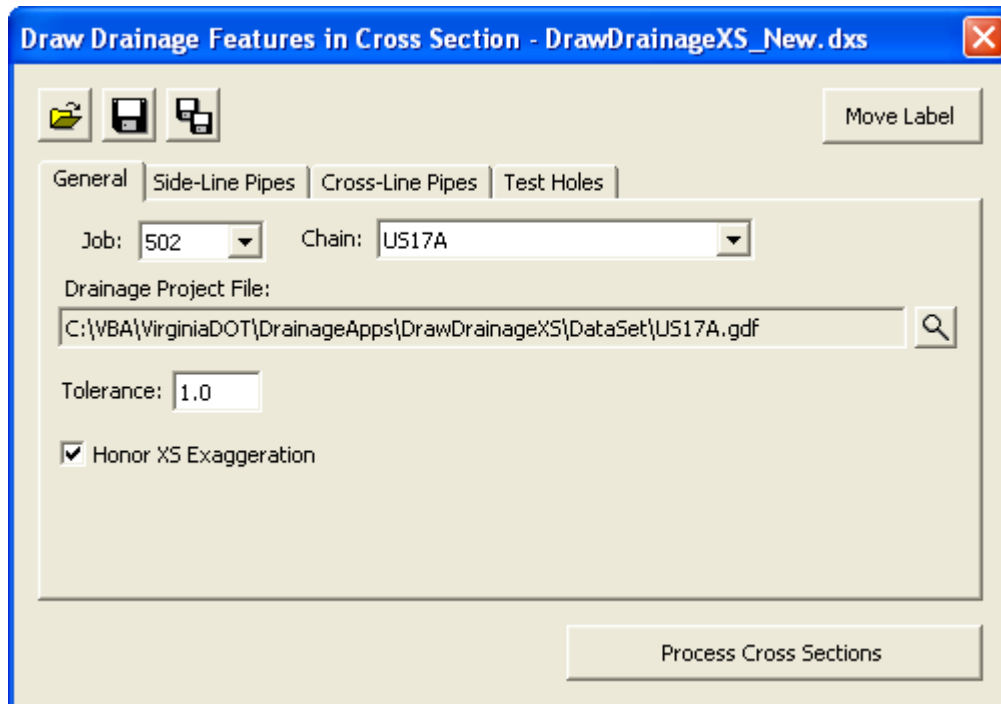 Draw Drainage Features in Cross Section - DrawDrainageXS_New.dxs
Move Label
General Side-Line Pipes Cross-Line Pipes Test Holes
Job: 502 Chain: US17A
Drainage Project File:
C:\VBA\VirginiaDOT\DrainageApps\DrawDrainageXS\DataSet\US17A.gdf
Tolerance: 1.0
Honor XS Exaggeration
Process Cross Sections